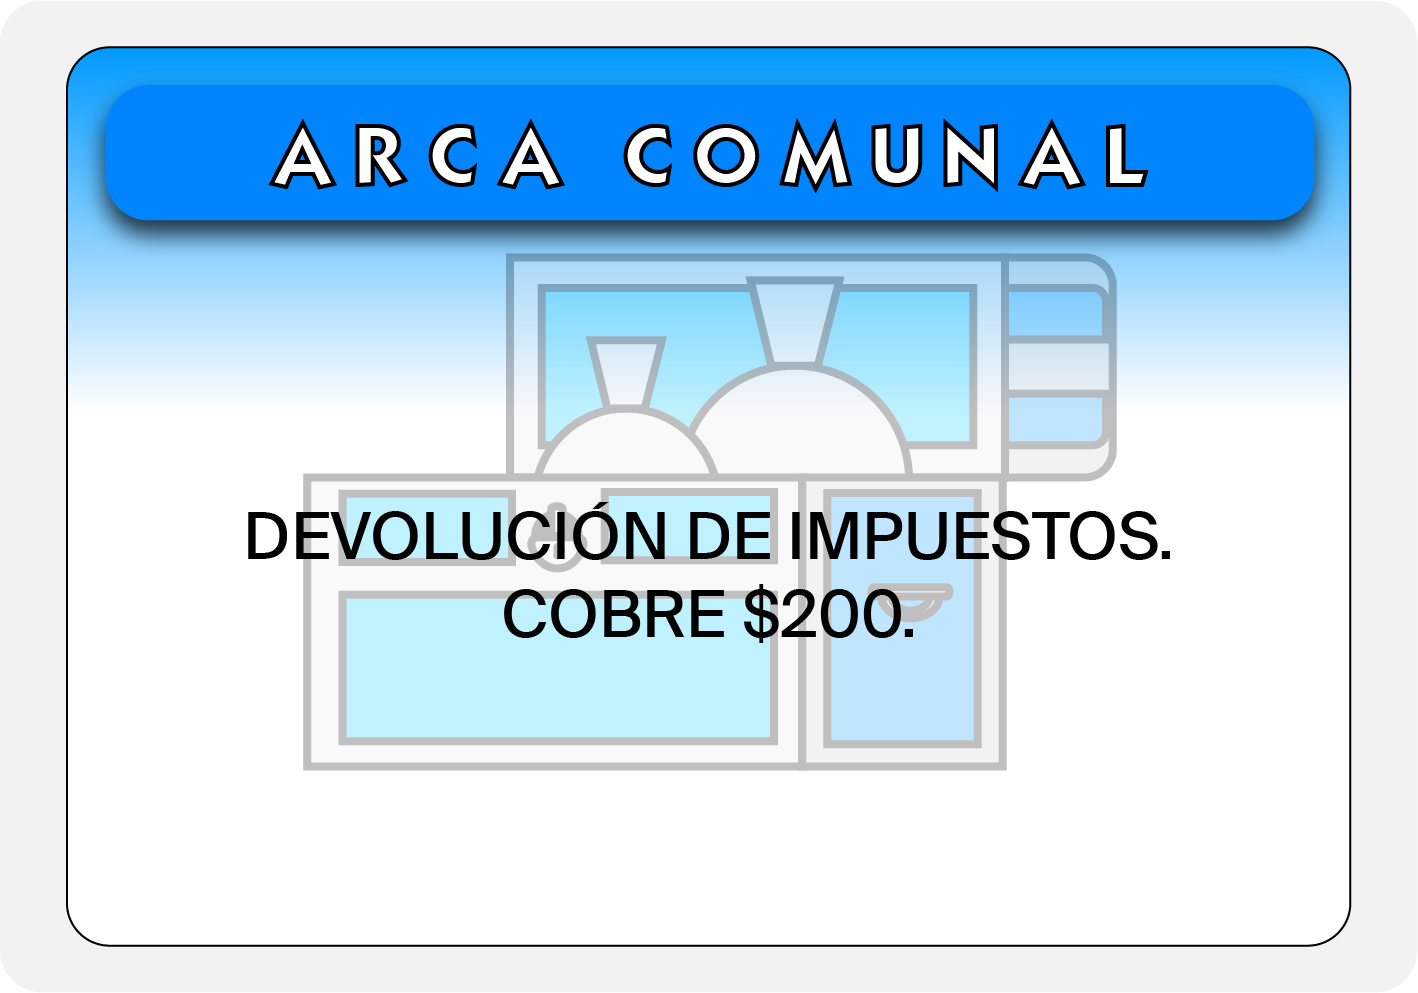 ARCA COMUNAL
DEVOLUCIÓN DE IMPUESTOS.
COBRE $200.